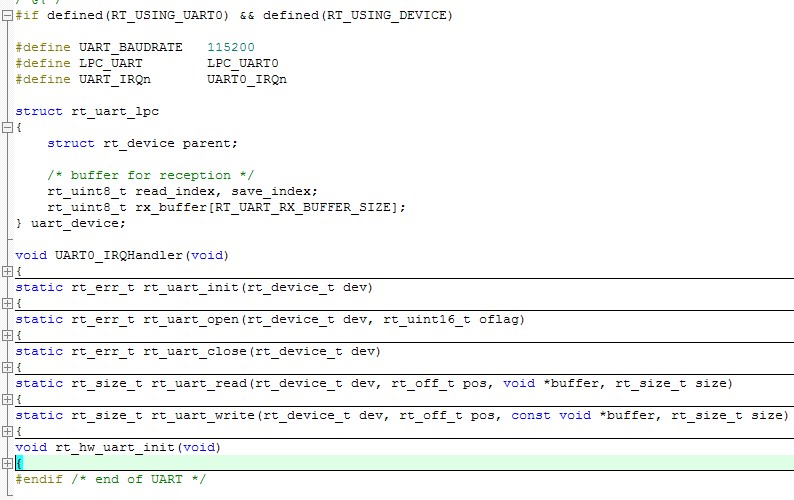 #if defined(RT_USING_UART0) && defined(RT_USING_DEVICE)
#define UART_BAUDRATE   115200
#define LPC_UART        LPC_UART0
#define UART_IRQn       UART0_IRQn
struct rt_uart_lpc
{
    struct rt_device parent;
    /* buffer for reception */
    rt_uint8_t read_index, save_index;
    rt_uint8_t rx_buffer[RT_UART_RX_BUFFER_SIZE];
} uart_device;
void UART0_IRQHandler(void)
{
static rt_err_t rt_uart_init(rt_device_t dev)
{
static rt_err_t rt_uart_open(rt_device_t dev, rt_uint16_t oflag)
{
static rt_err_t rt_uart_close(rt_device_t dev)
{
static rt_size_t rt_uart_read(rt_device_t dev, rt_off_t pos, void *buffer, rt_size_t size)
{
static rt_size_t rt_uart_write(rt_device_t dev, rt_off_t pos, const void *buffer, rt_size_t size)
{
void rt_hw_uart_init(void)
{
#endif /* end of UART */